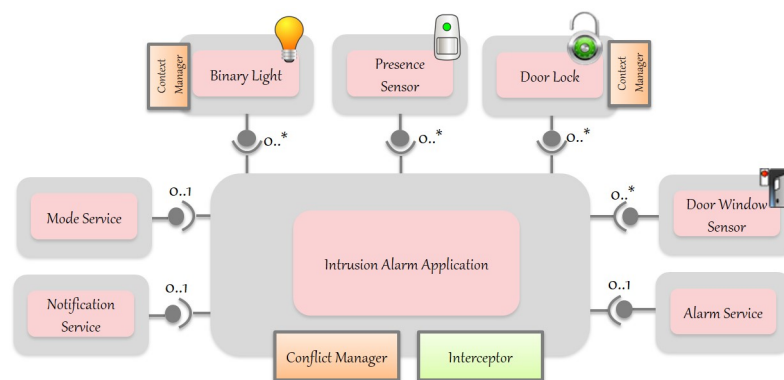 Context
Manager
Binary Light
Presence
Sensor
Door Lock
Context
Manager
0..*
0..*
0..*
Mode Service
0..1
Intrusion Alarm Application
0..*
Door Window
Sensor
Notification
Service
0..1
0..1
Alarm Service
Conflict Manager
Interceptor